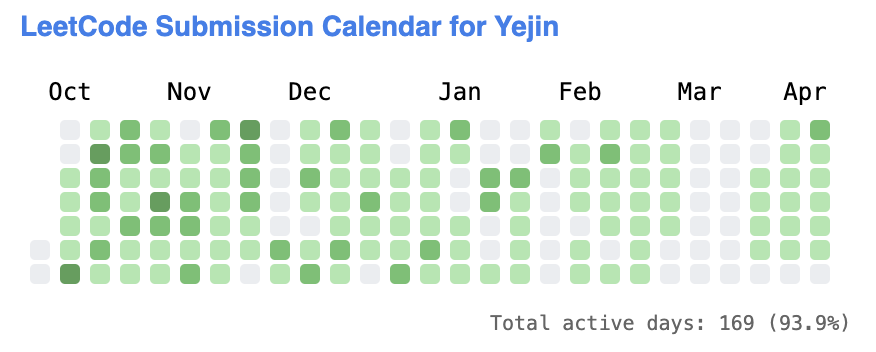 LeetCode Submission Calendar for Yejin
Oct Nov Dec Jan Feb Mar Apr
Total active days: 169 (93.9%)